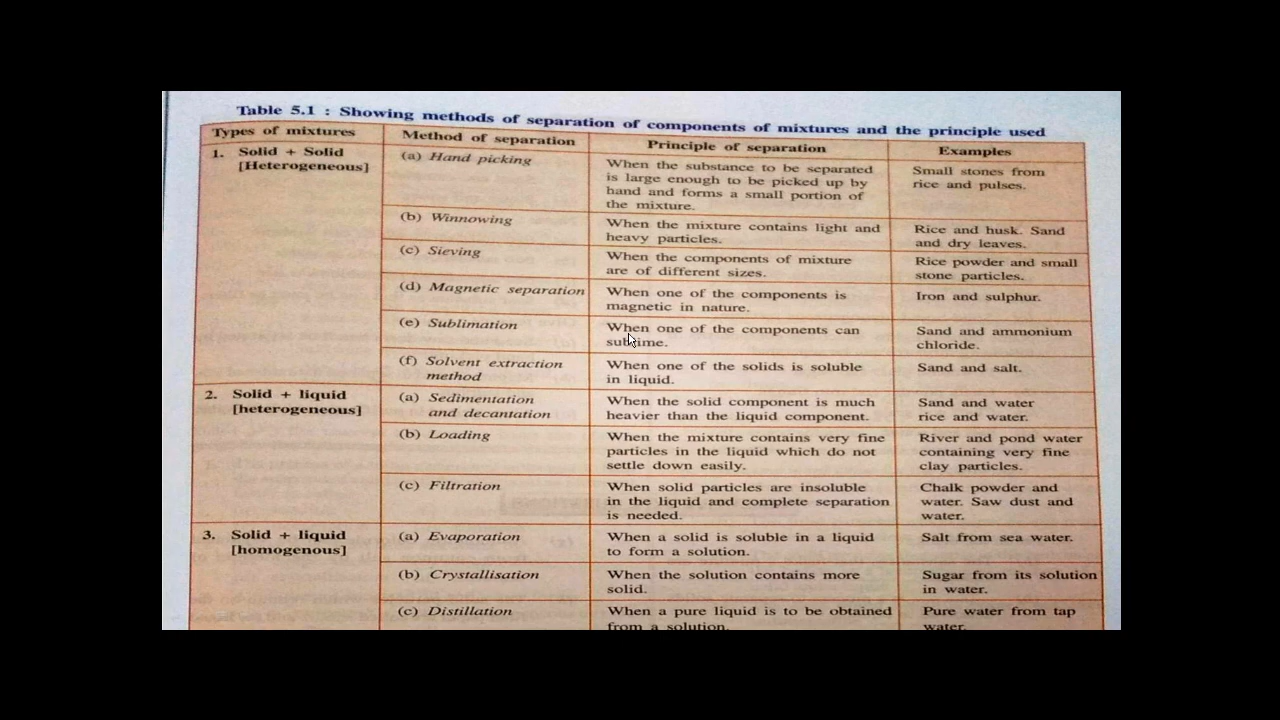 Table 5.1 : Showing methods of separation of components of mixtures and the principle used
Types of mixtures
Method of separation
Principle of separation
Examples
1. Solid + Solid
[Heterogeneous]
(a) Hand picking
When the substance to be separated
is large enough to be picked up by
hand and forms a small portion of
the mixture.
Small stones from
rice and pulses.
(b) Winnowing
When the mixture contains light and
heavy particles.
Rice and husk. Sand
and dry leaves.
(c) Sieving
When the components of mixture
are of different sizes.
Rice powder and small
stone particles.
(d) Magnetic separation
When one of the components is
magnetic in nature.
Iron and sulphur.
(e) Sublimation
When one of the components can
sublime.
Sand and ammonium
chloride.
(f) Solvent extraction
method
When one of the solids is soluble
in liquid.
Sand and salt.
2. Solid + liquid
[heterogeneous]
(a) Sedimentation
and decantation
When the solid component is much
heavier than the liquid component.
Sand and water
rice and water.
(b) Loading
When the mixture contains very fine
particles in the liquid which do not
settle down easily.
River and pond water
containing very fine
clay particles.
(c) Filtration
When solid particles are insoluble
in the liquid and complete separation
is needed.
Chalk powder and
water. Saw dust and
water.
3. Solid + liquid
[homogenous]
(a) Evaporation
When a solid is soluble in a liquid
to form a solution.
Salt from sea water.
(b) Crystallisation
When the solution contains more
solid.
Sugar from its solution
in water.
(c) Distillation
When a pure liquid is to be obtained
from a solution.
Pure water from tap
water.